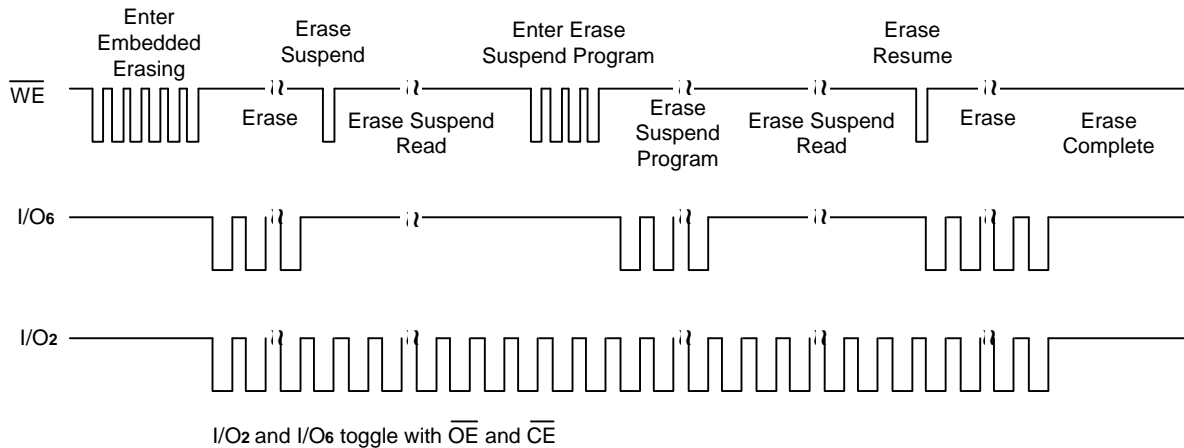 Enter
Embedded
Erasing
Erase
Suspend
Enter Erase
Suspend Program
Erase
Resume
WE
Erase
Erase Suspend
Read
Erase
Suspend
Program
Erase Suspend
Read
Erase
Erase
Complete
I/O6
I/O2
I/O2 and I/O6 toggle with OE and CE